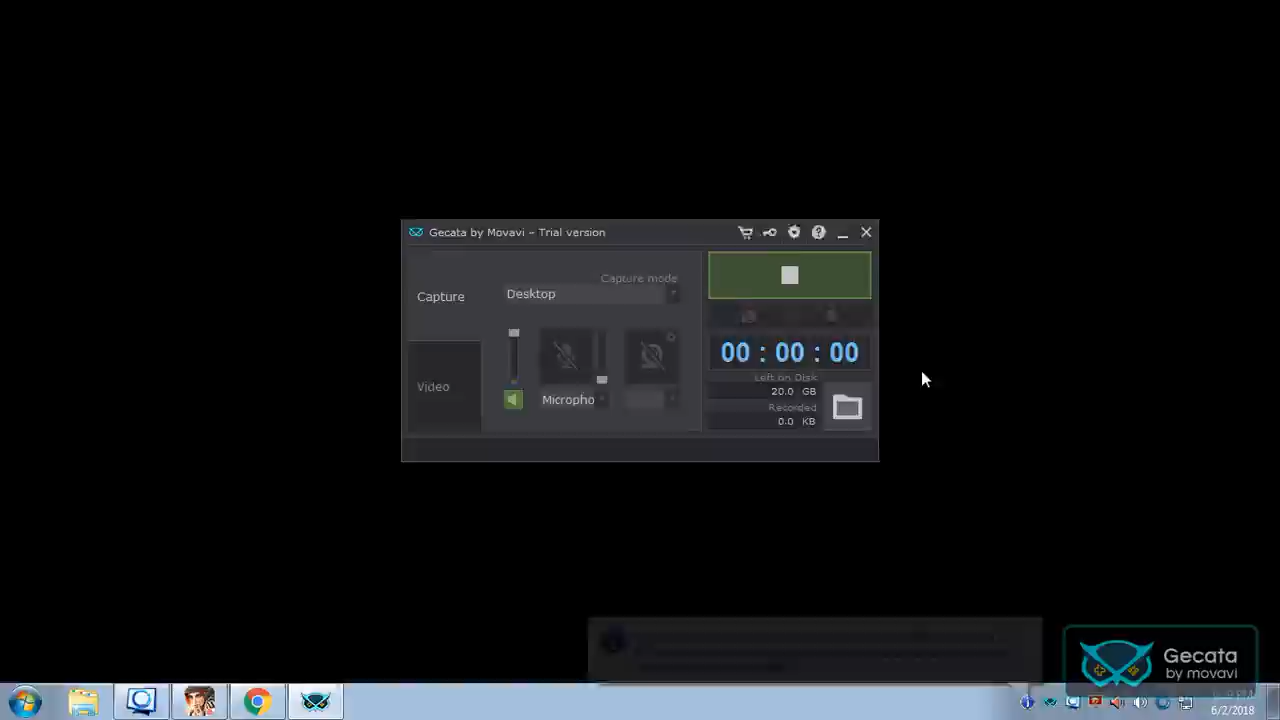 Gecata by Movavi – Trial version
Capture mode
Capture
Desktop
00 : 00 : 00
Video
Left on Disk
20.0 GB
Micropho
Recorded
0.0 KB
Gecata
by movavi
6/2/2018